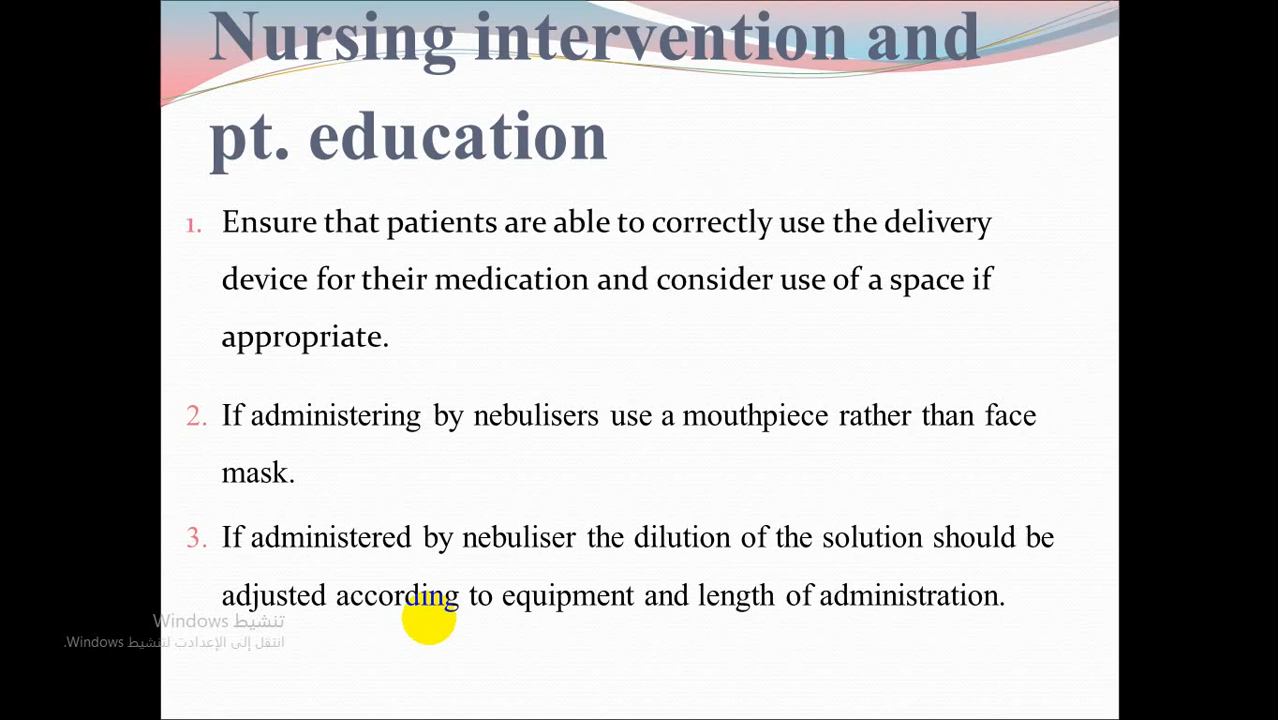 Nursing intervention and
pt. education
1. Ensure that patients are able to correctly use the delivery
device for their medication and consider use of a space if
appropriate.
2. If administering by nebulisers use a mouthpiece rather than face
mask.
3. If administered by nebuliser the dilution of the solution should be
adjusted according to equipment and length of administration.
تنشيط Windows
انتقل إلى الإعدادات لتنشيط Windows.